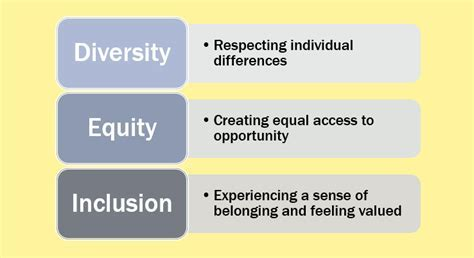 Diversity
• Respecting individual
differences
Equity
• Creating equal access to
opportunity
Inclusion
• Experiencing a sense of
belonging and feeling valued